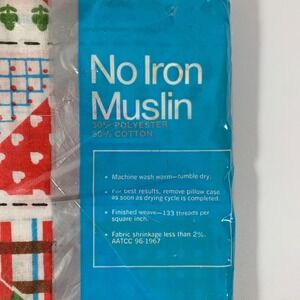 No Iron
Muslin
50% POLYESTER
50% COTTON
• Machine wash warm—tumble dry.
• For best results, remove pillow case
as soon as drying cycle is completed.
• Finished weave—133 threads per
square inch.
• Fabric shrinkage less than 2%.
AATCC 96-1967